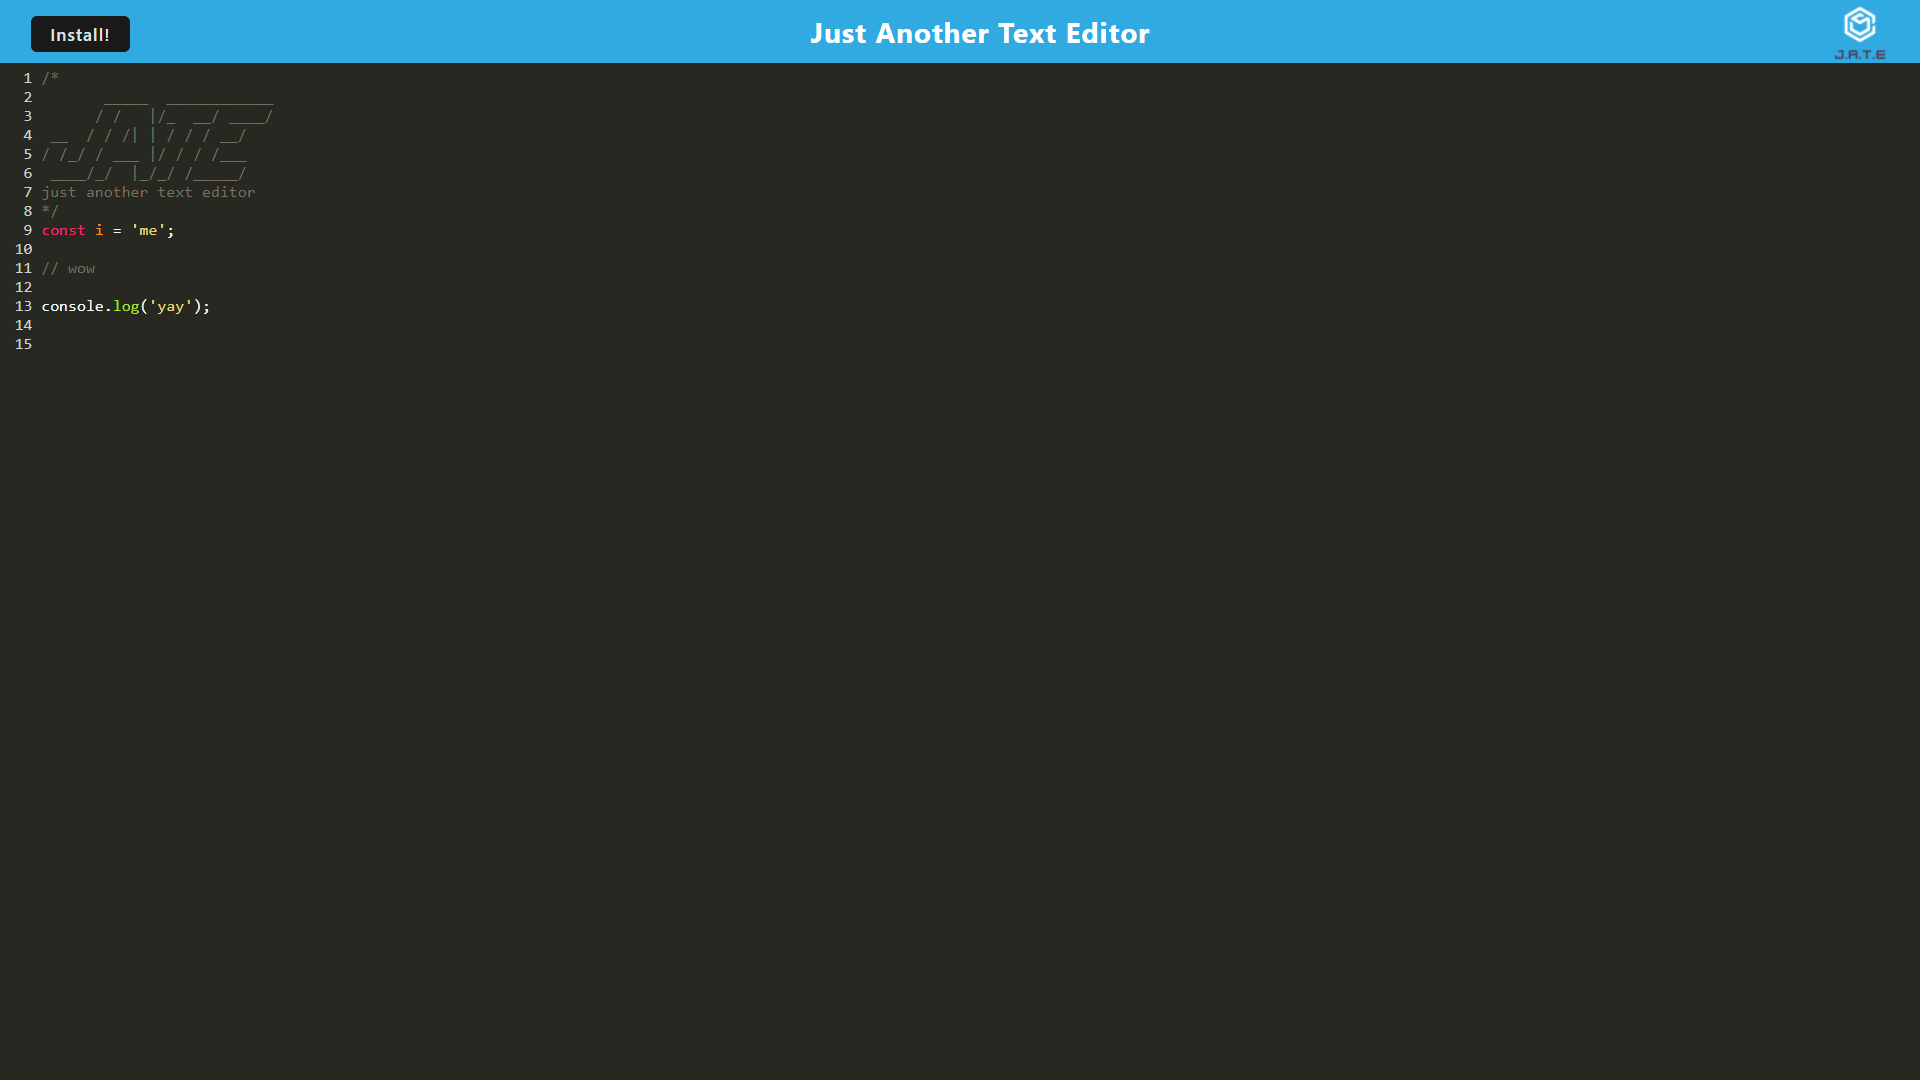 Install!
Just Another Text Editor
J.A.T.E
1 /*
2        _____  ____________
3       / /   |/_  __/ ____/
4  __  / / /| | / / / __/
5 / /_/ / ___ |/ / / /___
6  ____/_/  |_/_/ /_____/
7 just another text editor
8 */
9 const i = 'me';
10
11 // wow
12
13 console.log('yay');
14
15